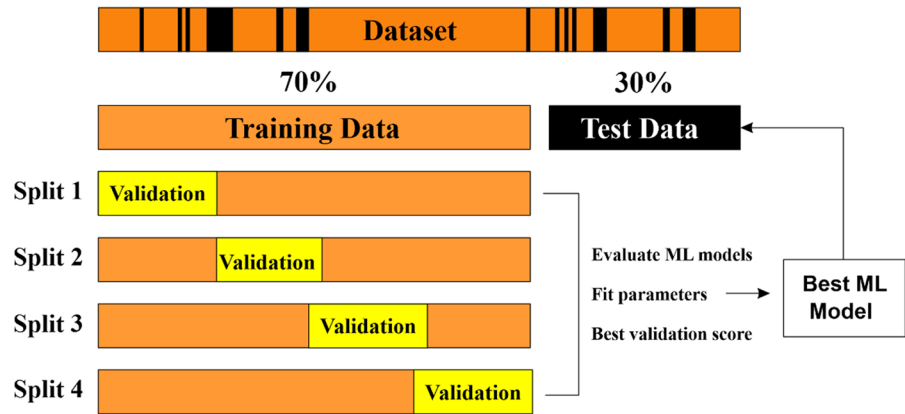 Dataset
70%
30%
Training Data
Test Data
Split 1
Validation
Split 2
Validation
Split 3
Validation
Split 4
Validation
Evaluate ML models
Fit parameters
Best validation score
Best ML
Model